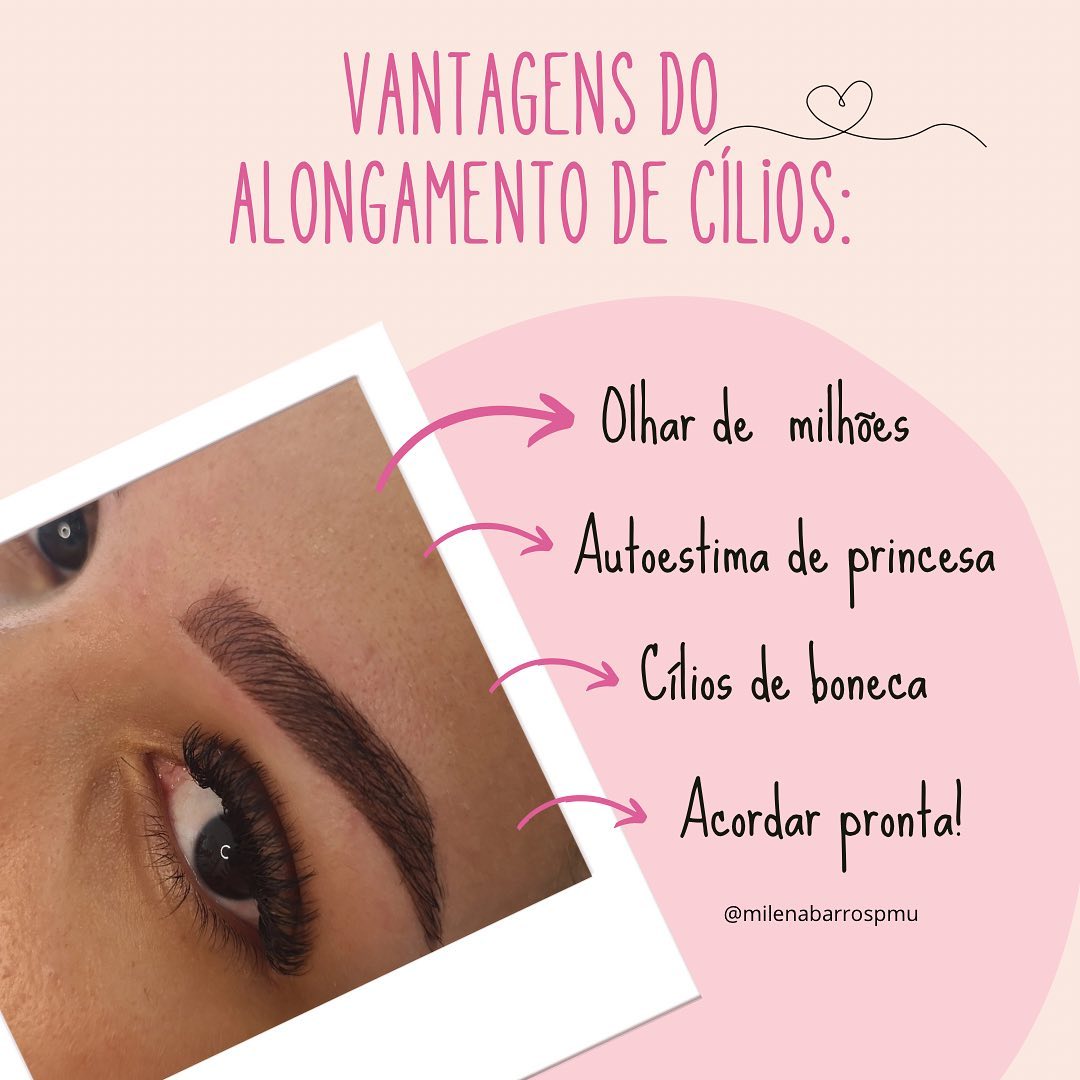 VANTAGENS DO
ALONGAMENTO DE CÍLIOS:
Olhar de milhões
Autoestima de princesa
Cílios de boneca
Acordar pronta!
@milenabarrospmu